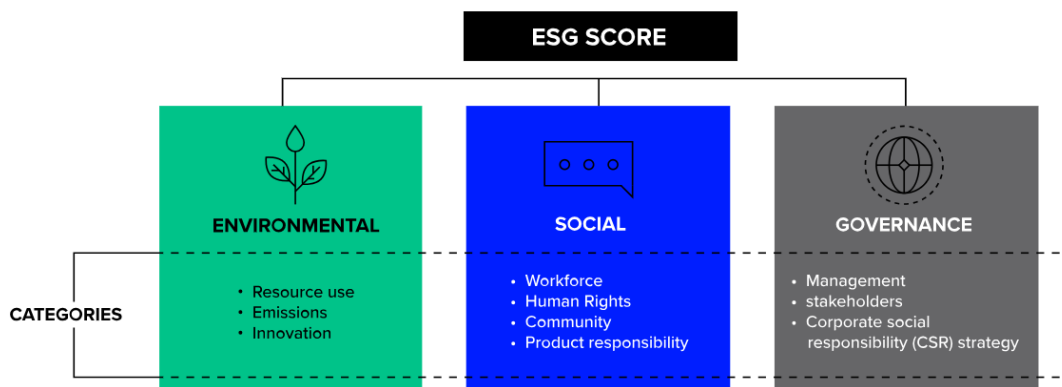 ESG SCORE
ENVIRONMENTAL
SOCIAL
GOVERNANCE
CATEGORIES
• Resource use
• Emissions
• Innovation
• Workforce
• Human Rights
• Community
• Product responsibility
• Management
• stakeholders
• Corporate social
responsibility (CSR) strategy